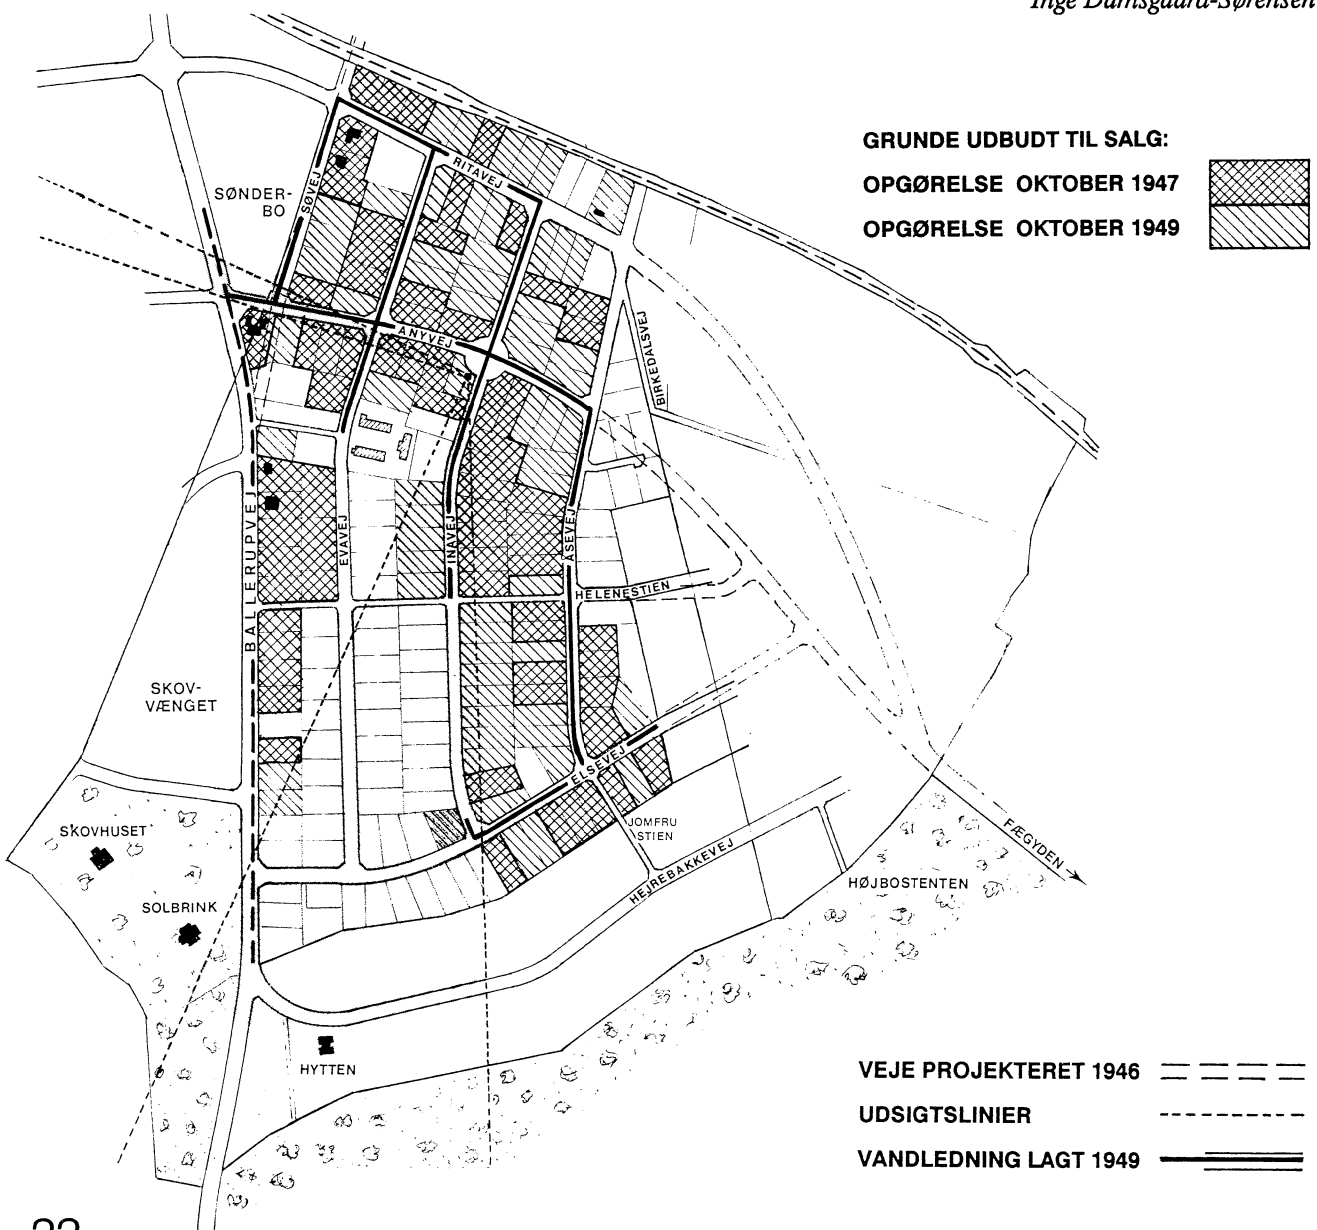 Inge Damsgaard-Sørensen
GRUNDE UDBUDT TIL SALG:
OPGØRELSE OKTOBER 1947
OPGØRELSE OKTOBER 1949
RITAVEJ
SØVEJ
SØNDER-
BO
ANYVEJ
BIRKEDALSVEJ
BALLERUPVEJ
EVAVEJ
INAVEJ
ÅSEVEJ
HELENESTIEN
SKOV-
VÆNGET
ELSEVEJ
SKOVHUSET
JOMFRU
STIEN
FÆGYDEN
HEJREBAKKEVEJ
HØJBOSTENTEN
SOLBRINK
HYTTEN
VEJE PROJEKTERET 1946
UDSIGTSLINIER
VANDLEDNING LAGT 1949